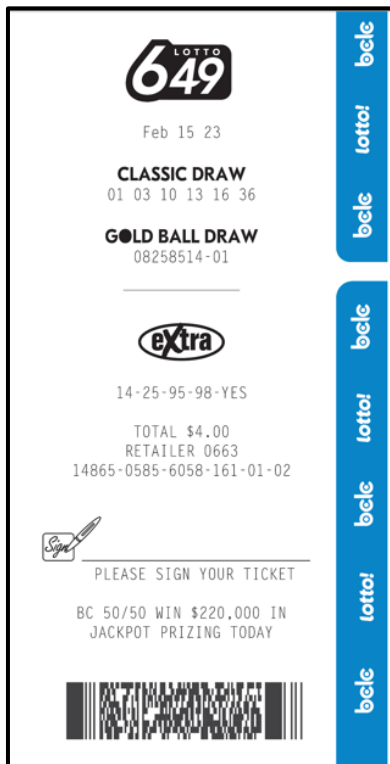 LOTTO
649
Feb 15 23
CLASSIC DRAW
01 03 10 13 16 36
GOLD BALL DRAW
08258514-01
extra
14-25-95-98-YES
TOTAL $4.00
RETAILER 0663
14865-0585-6058-161-01-02
Sign
PLEASE SIGN YOUR TICKET
BC 50/50 WIN $220,000 IN
JACKPOT PRIZING TODAY
bclc
lotto!
bclc
bclc
lotto!
bclc
lotto!
bclc